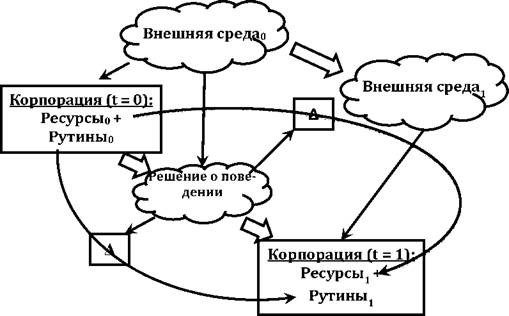 Внешняя среда₀
Внешняя среда₁
Корпорация (t = 0):
Ресурсы₀ +
Рутины₀
Δ
Решение о пове-
дении
Δ
Корпорация (t = 1):
Ресурсы₁ +
Рутины₁